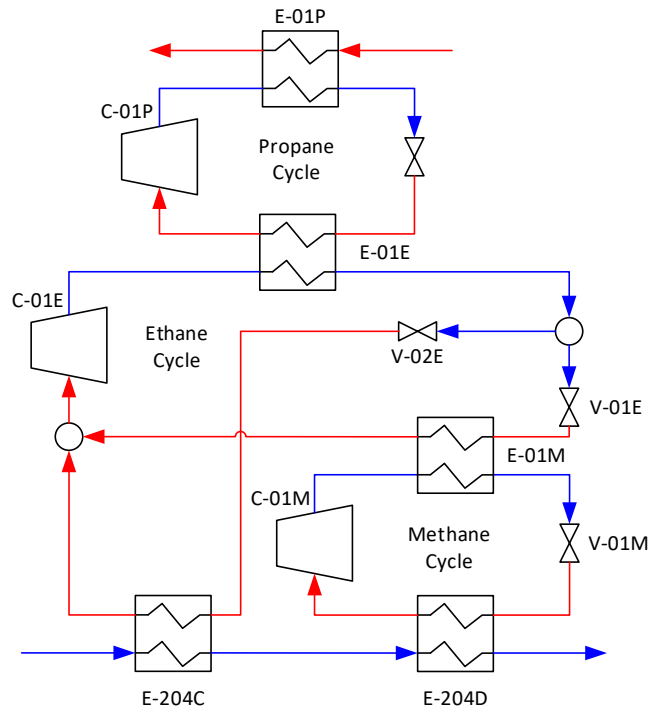 E-01P
C-01P
Propane
Cycle
E-01E
C-01E
Ethane
Cycle
V-02E
V-01E
E-01M
C-01M
Methane
Cycle
V-01M
E-204C
E-204D